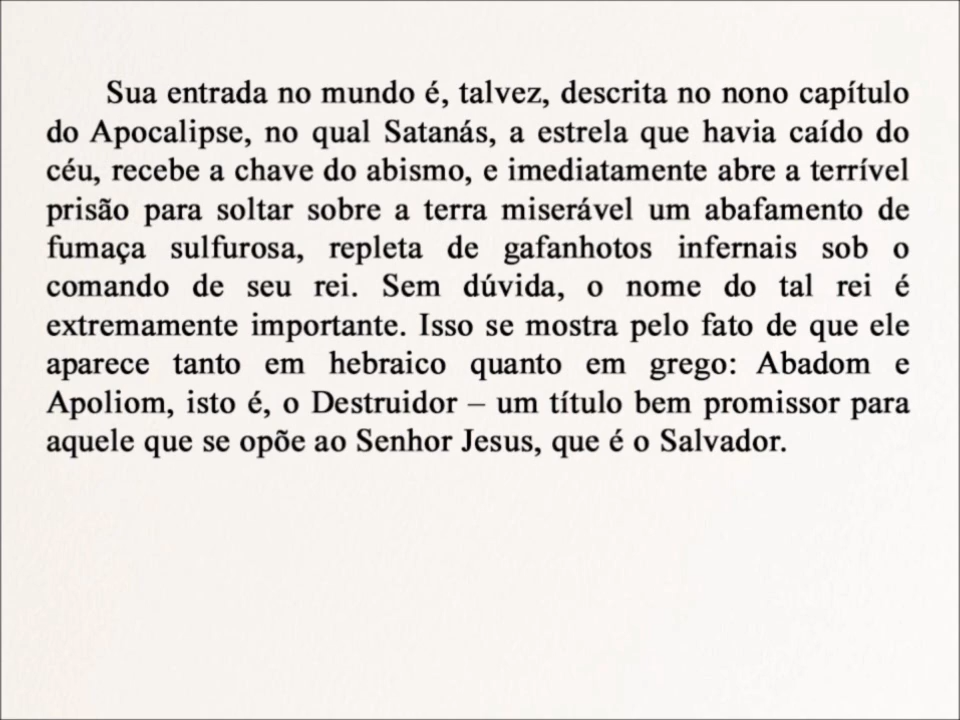 Sua entrada no mundo é, talvez, descrita no nono capítulo
do Apocalipse, no qual Satanás, a estrela que havia caído do
céu, recebe a chave do abismo, e imediatamente abre a terrível
prisão para soltar sobre a terra miserável um abafamento de
fumaça sulfurosa, repleta de gafanhotos infernais sob o
comando de seu rei. Sem dúvida, o nome do tal rei é
extremamente importante. Isso se mostra pelo fato de que ele
aparece tanto em hebraico quanto em grego: Abadom e
Apoliom, isto é, o Destruidor – um título bem promissor para
aquele que se opõe ao Senhor Jesus, que é o Salvador.